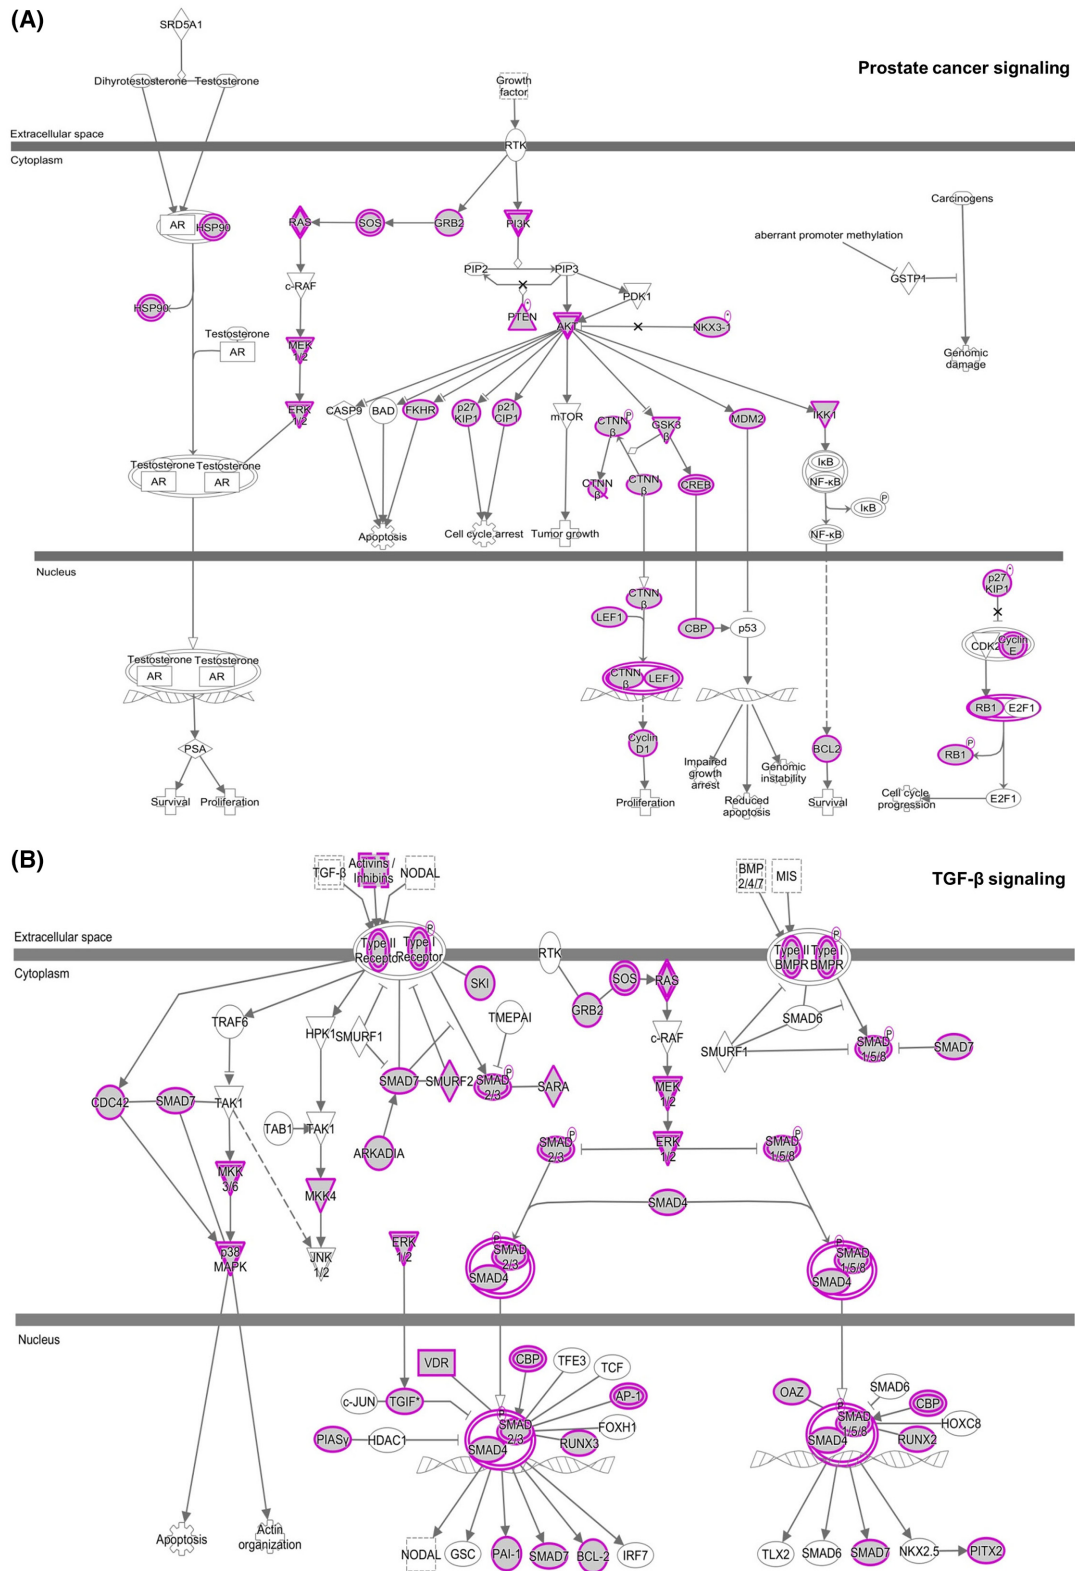 (A)
SRD5A1
Prostate cancer signaling
Dihyrotestosterone
Testosterone
Growth
factor
Extracellular space
RTK
Cytoplasm
Carcinogens
AR
HSP90
RAS
SOS
GRB2
PI3K
aberrant promoter methylation
PIP2
PIP3
GSTP1
c-RAF
PDK1
HSP90
PTEN
AKT
NKX3-1
Testosterone
AR
MEK
1/2
Genomic
damage
ERK
1/2
CASP9
BAD
FKHR
p27
KIP1
p21
CIP1
mTOR
CTNN
β
P
GSK3
β
MDM2
IKK1
Testosterone
Testosterone
AR
AR
CTNN
β
CTNN
β
CREB
IκB
NF-κB
IκB
P
Apoptosis
Cell cycle arrest
Tumor growth
NF-κB
Nucleus
p27
KIP1
CTNN
β
LEF1
CBP
p53
CDK2
Cyclin
E
Testosterone
Testosterone
AR
AR
CTNN
β
LEF1
RB1
E2F1
PSA
Cyclin
D1
BCL2
RB1
P
Impaired
growth
arrest
Genomic
instability
Survival
Proliferation
Proliferation
Reduced
apoptosis
Survival
Cell cycle
progression
E2F1
(B)
TGF-β
Activins /
Inhibins
NODAL
BMP
2/4/7
MIS
TGF-β signaling
Extracellular space
Type II
Receptor
Type I
Receptor
P
RTK
Type II
BMPR
Type I
BMPR
P
Cytoplasm
SKI
SOS
RAS
GRB2
TRAF6
HPK1
SMURF1
TMEPAI
c-RAF
SMAD6
SMURF1
SMAD
1/5/8
P
SMAD7
SMAD7
SMURF2
SMAD
2/3
P
SARA
MEK
1/2
CDC42
SMAD7
TAK1
TAB1
TAK1
ARKADIA
SMAD
2/3
P
ERK
1/2
SMAD
1/5/8
P
MKK
3/6
MKK4
SMAD4
p38
MAPK
JNK
1/2
ERK
1/2
P
SMAD
2/3
SMAD4
P
SMAD
1/5/8
SMAD4
Nucleus
VDR
CBP
TFE3
TCF
c-JUN
TGIF*
AP-1
OAZ
SMAD6
CBP
PIASy
HDAC1
P
SMAD
2/3
SMAD4
FOXH1
RUNX3
P
SMAD
1/5/8
SMAD4
HOXC8
RUNX2
Apoptosis
Actin
organization
NODAL
GSC
PAI-1
SMAD7
BCL-2
IRF7
TLX2
SMAD6
SMAD7
NKX2.5
PITX2